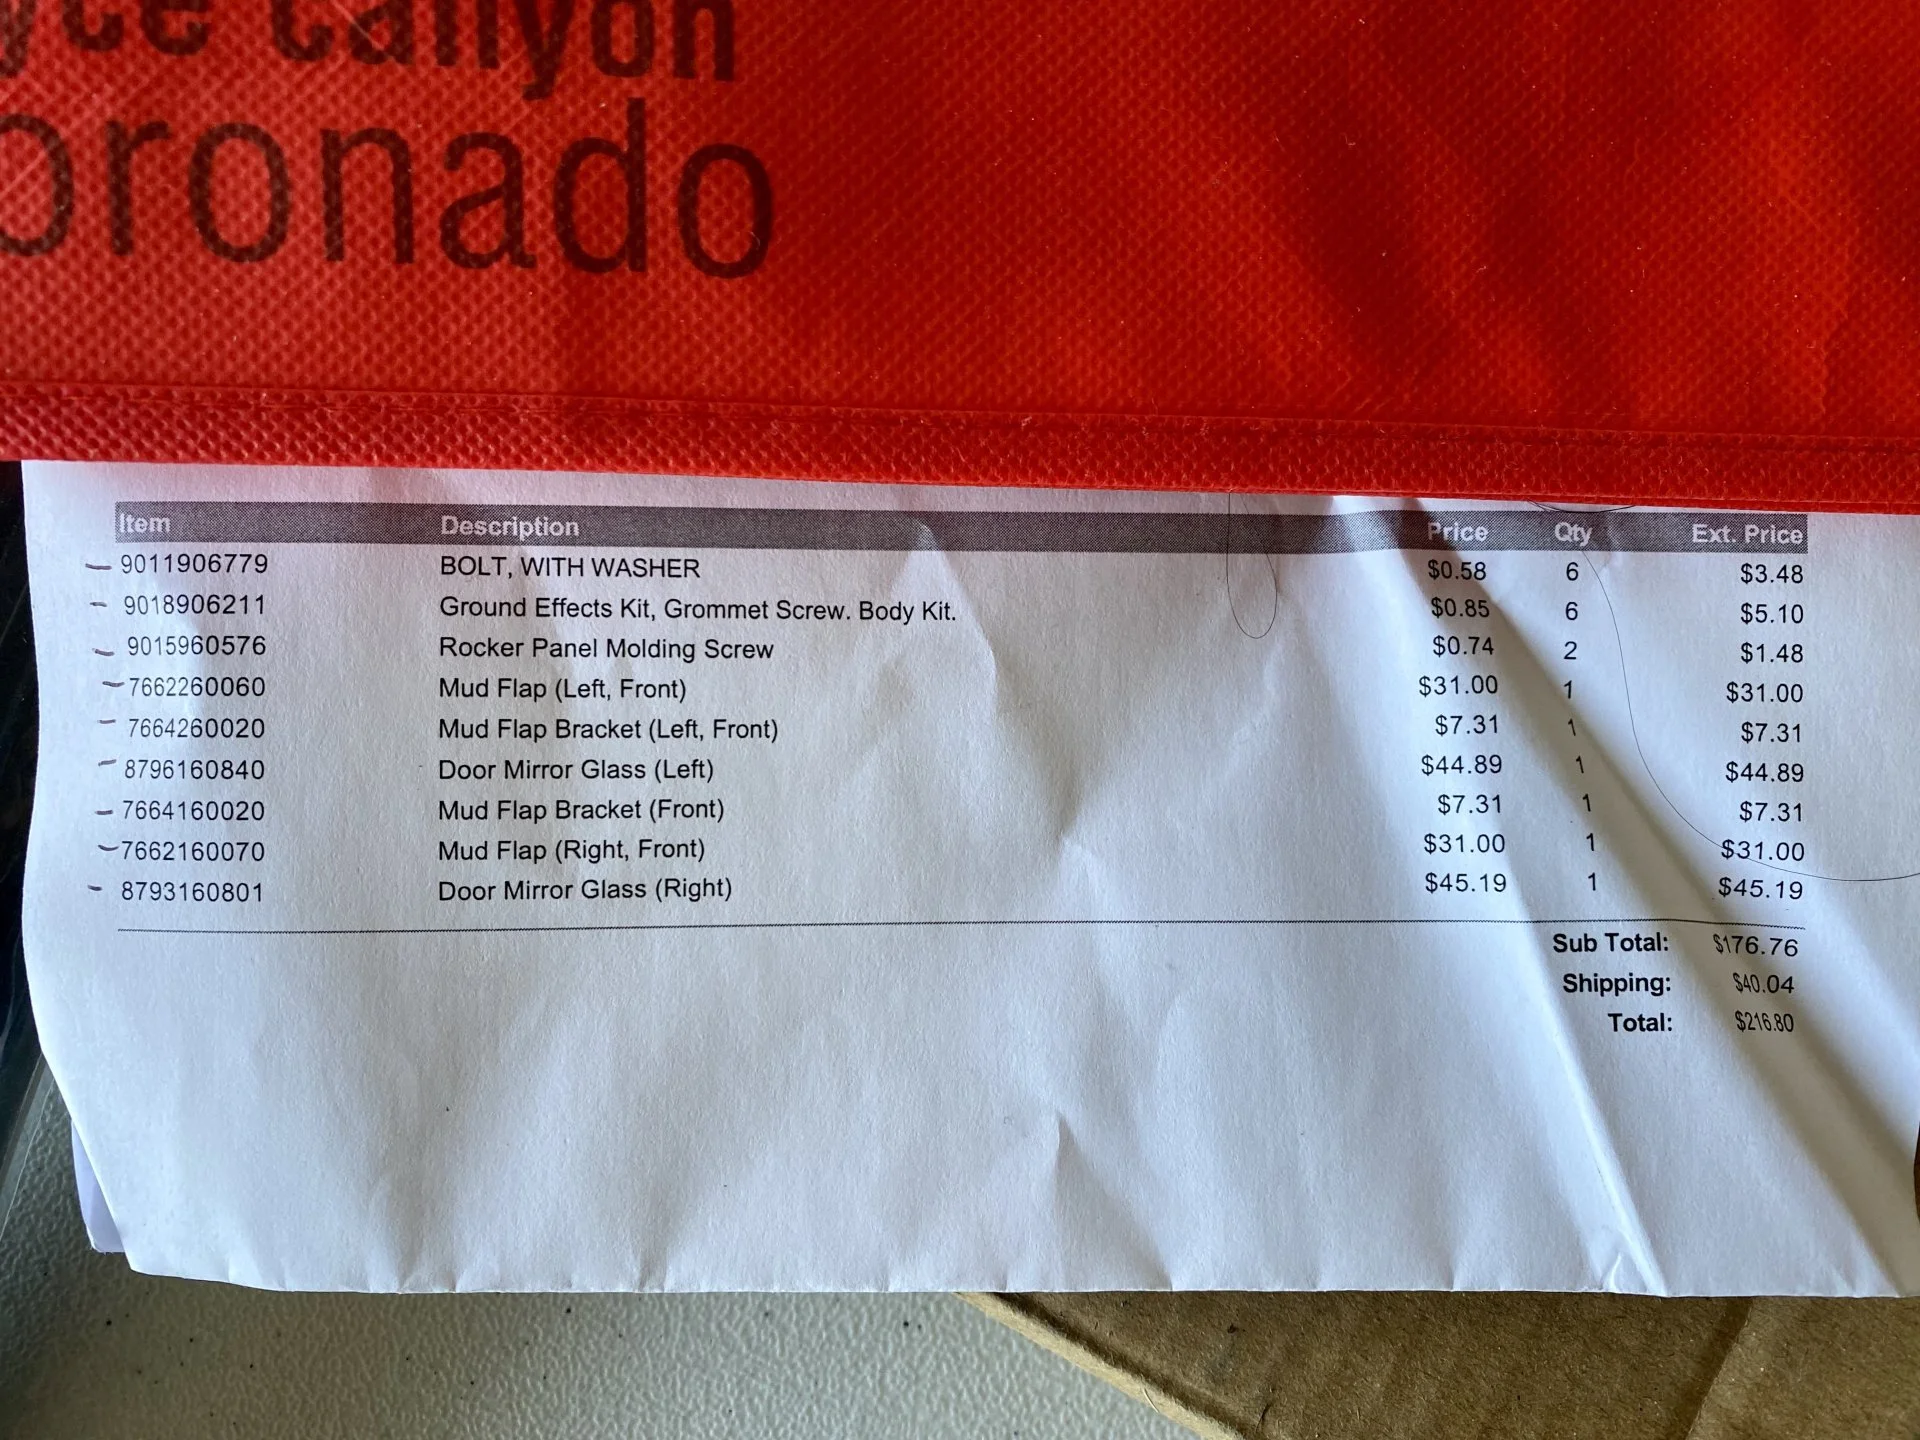 yce Canyon
oronado
Item Description Price Qty Ext. Price
9011906779 BOLT, WITH WASHER $0.58 6 $3.48
9018906211 Ground Effects Kit, Grommet Screw. Body Kit. $0.85 6 $5.10
9015960576 Rocker Panel Molding Screw $0.74 2 $1.48
7662260060 Mud Flap (Left, Front) $31.00 1 $31.00
7664260020 Mud Flap Bracket (Left, Front) $7.31 1 $7.31
8796160840 Door Mirror Glass (Left) $44.89 1 $44.89
7664160020 Mud Flap Bracket (Front) $7.31 1 $7.31
7662160070 Mud Flap (Right, Front) $31.00 1 $31.00
8793160801 Door Mirror Glass (Right) $45.19 1 $45.19
Sub Total: $176.76
Shipping: $40.04
Total: $216.80